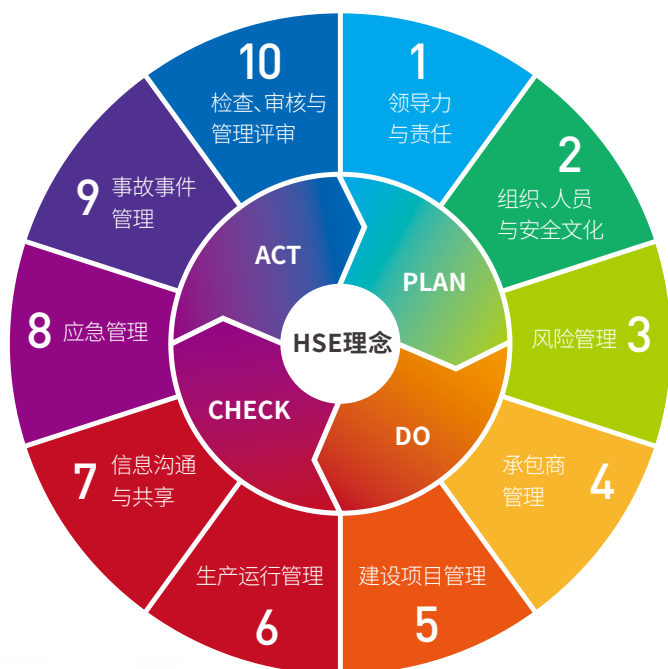 1
领导力
与责任
2
组织、人员
与安全文化
风险管理 3
承包商
管理
4
建设项目管理
5
生产运行管理
6
7
信息沟通
与共享
8 应急管理
9
事故事件
管理
10
检查、审核与
管理评审
PLAN
DO
CHECK
ACT
HSE理念